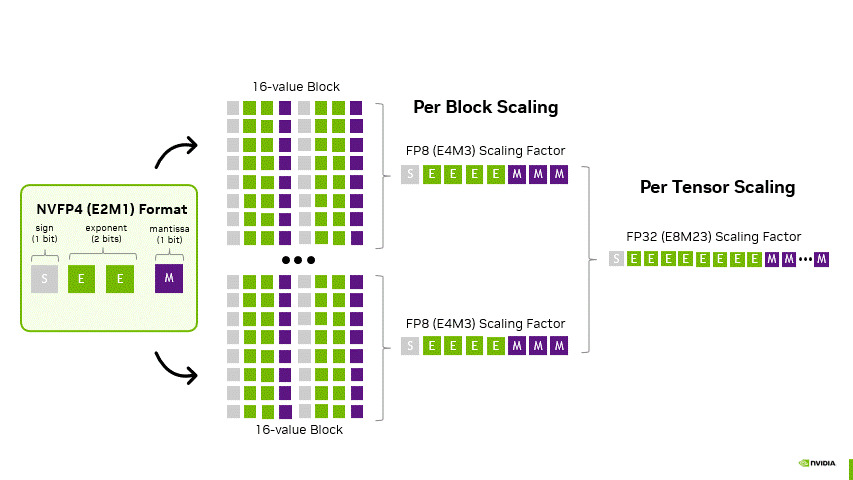 16-value Block
Per Block Scaling
FP8 (E4M3) Scaling Factor
S E E E E M M M
Per Tensor Scaling
NVFP4 (E2M1) Format
sign exponent mantissa
(1 bit) (2 bits) (1 bit)
S E E M
FP32 (E8M23) Scaling Factor
S E E E E E E E E M M ••• M
FP8 (E4M3) Scaling Factor
S E E E E M M M
16-value Block
NVIDIA